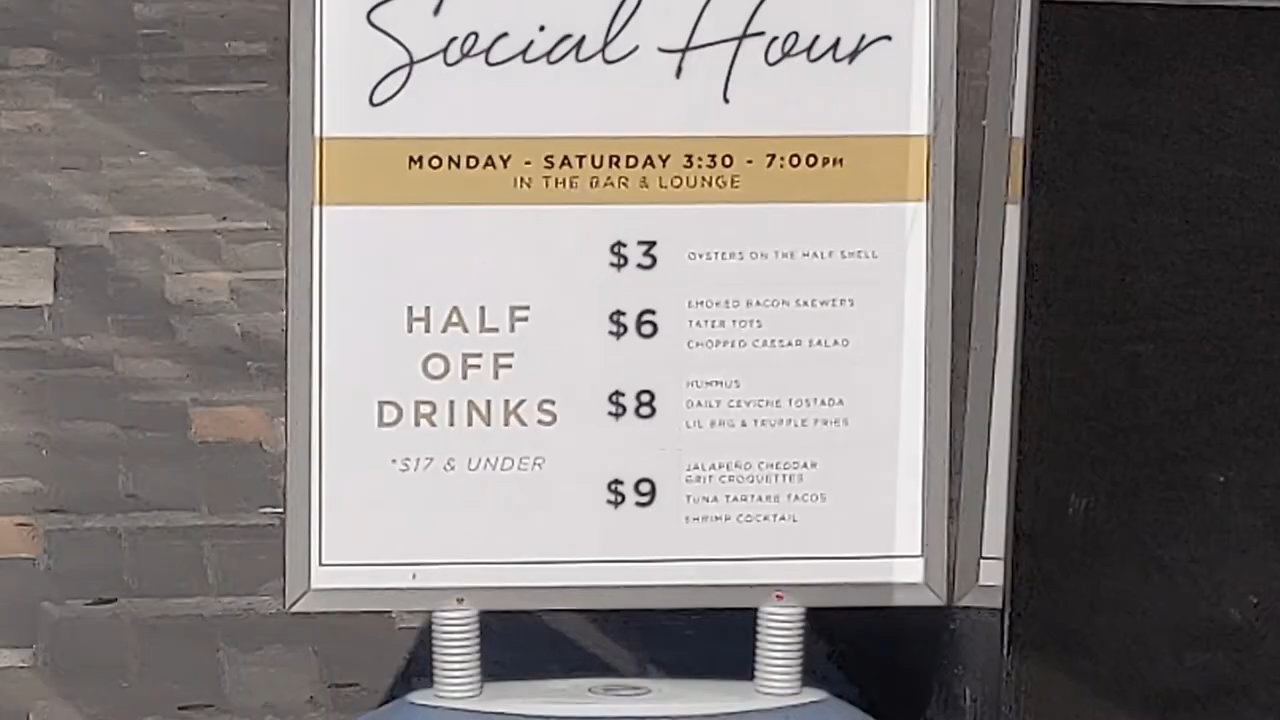 Social Hour
MONDAY - SATURDAY 3:30 - 7:00PM
IN THE BAR & LOUNGE
HALF
OFF
DRINKS
*$17 & UNDER
$3
OYSTERS ON THE HALF SHELL
$6
SMOKED BACON SKEWERS
TATER TOTS
CHOPPED CAESAR SALAD
$8
HUMMUS
DAILY CEVICHE TOSTADA
LIL BRG & TRUFFLE FRIES
$9
JALAPEÑO CHEDDAR
GRIT CROQUETTES
TUNA TARTARE TACOS
SHRIMP COCKTAIL